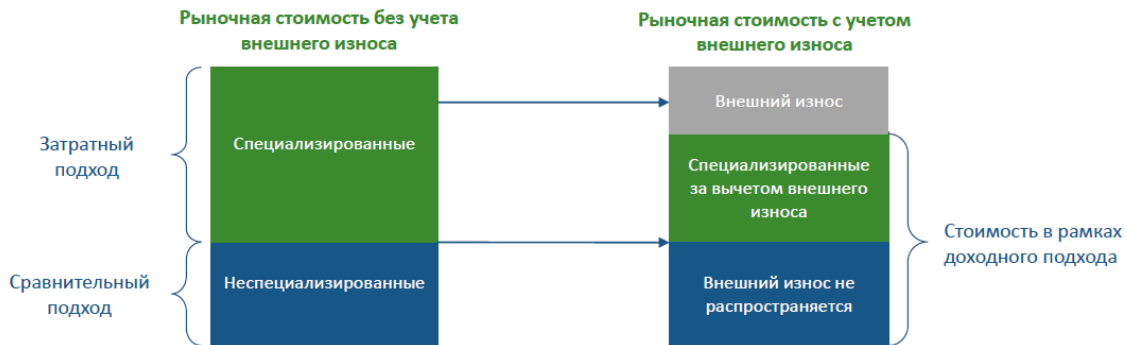 Рыночная стоимость без учета
внешнего износа
Рыночная стоимость с учетом
внешнего износа
Затратный
подход
Специализированные
Внешний износ
Специализированные
за вычетом внешнего
износа
Сравнительный
подход
Неспециализированные
Внешний износ не
распространяется
Стоимость в рамках
доходного подхода